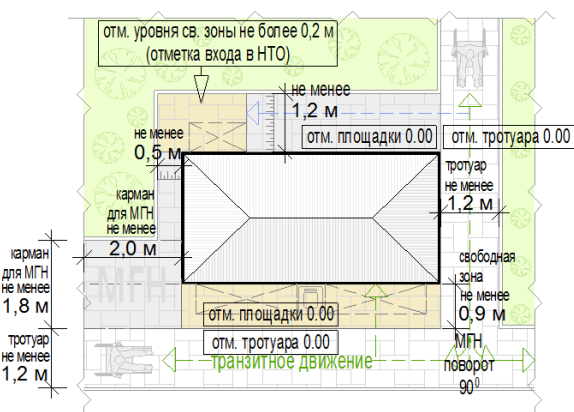 отм. уровня св. зоны не более 0,2 м
(отметка входа в НТО)
не менее
1,2 м
отм. площадки 0.00
отм. тротуара 0.00
не менее
0,5 м
тротуар
не менее
1,2 м
карман
для МГН
не менее
2,0 м
карман
для МГН
не менее
1,8 м
МГН
свободная
зона
не менее
0,9 м
отм. площадки 0.00
отм. тротуара 0.00
тротуар
не менее
1,2 м
транзитное движение
МГН
поворот
90⁰